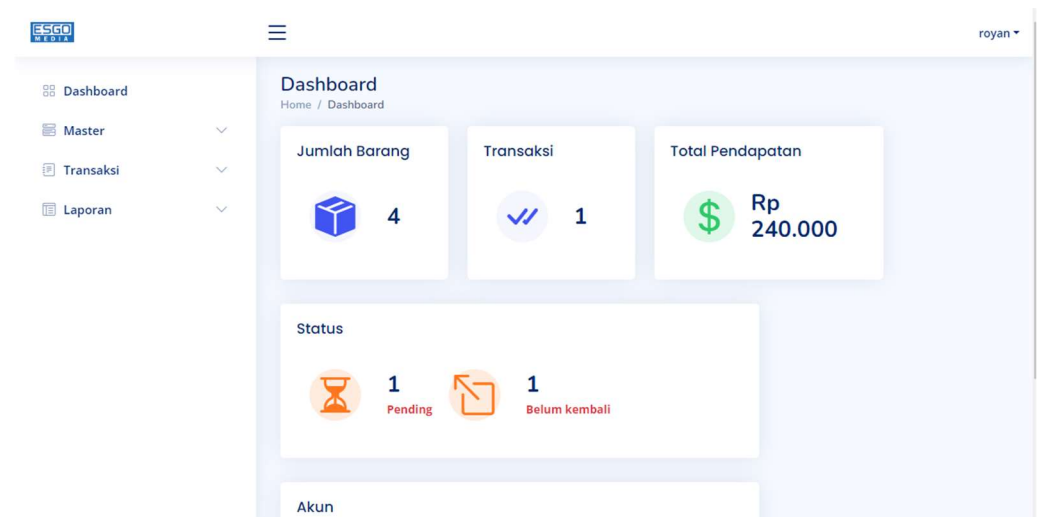 ESGO
MEDIA
royan
Dashboard
Master
Transaksi
Laporan
Dashboard
Home / Dashboard
Jumlah Barang
4
Transaksi
1
Total Pendapatan
Rp
240.000
Status
1
Pending
1
Belum kembali
Akun